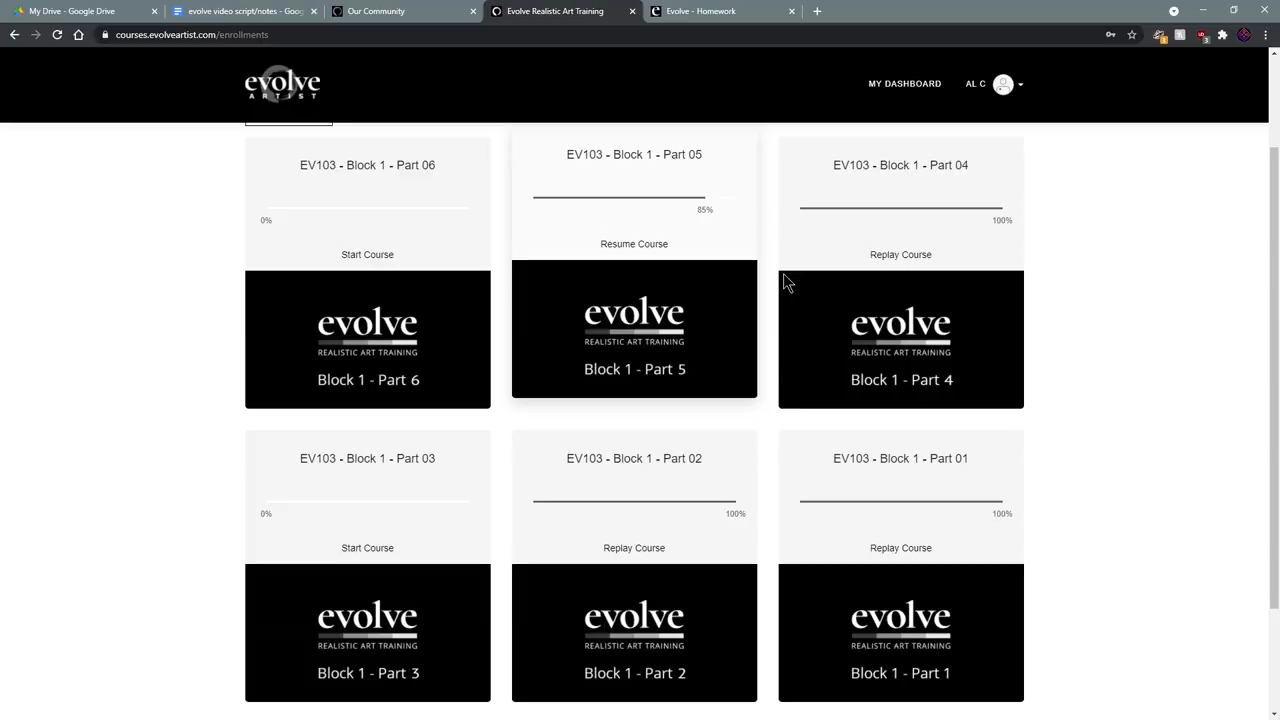 My Drive - Google Drive
evolve video script/notes - Goog
Our Community
Evolve Realistic Art Training
Evolve - Homework
courses.evolveartist.com/enrollments
evolve
ARTIST
MY DASHBOARD
AL C
EV103 - Block 1 - Part 06
0%
Start Course
evolve
REALISTIC ART TRAINING
Block 1 - Part 6
EV103 - Block 1 - Part 05
85%
Resume Course
evolve
REALISTIC ART TRAINING
Block 1 - Part 5
EV103 - Block 1 - Part 04
100%
Replay Course
evolve
REALISTIC ART TRAINING
Block 1 - Part 4
EV103 - Block 1 - Part 03
0%
Start Course
evolve
REALISTIC ART TRAINING
Block 1 - Part 3
EV103 - Block 1 - Part 02
100%
Replay Course
evolve
REALISTIC ART TRAINING
Block 1 - Part 2
EV103 - Block 1 - Part 01
100%
Replay Course
evolve
REALISTIC ART TRAINING
Block 1 - Part 1